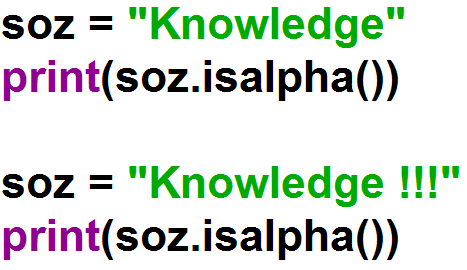 soz = "Knowledge"
print(soz.isalpha())
soz = "Knowledge !!!"
print(soz.isalpha())